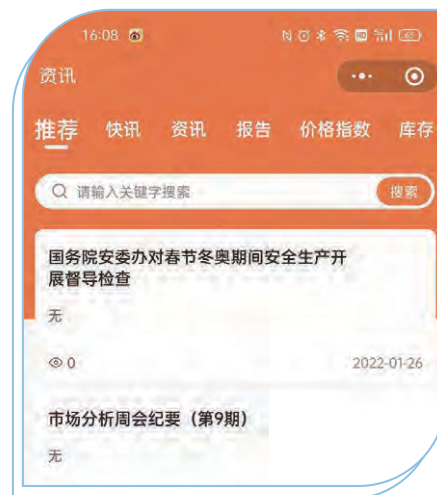 16:08
资讯
推荐 快讯 资讯 报告 价格指数 库存
请输入关键字搜索 搜索
国务院安委办对春节冬奥期间安全生产开
展督导检查
无
0 2022-01-26
市场分析周会纪要（第9期）
无